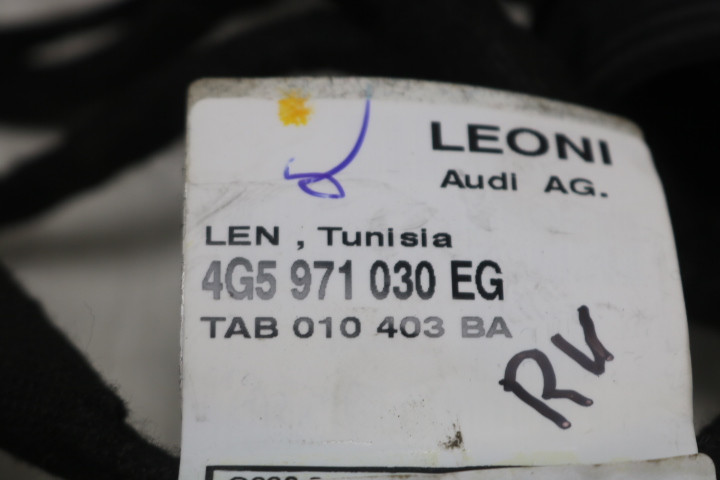 LEONI
Audi AG.
LEN , Tunisia
4G5 971 030 EG
TAB 010 403 BA
RV